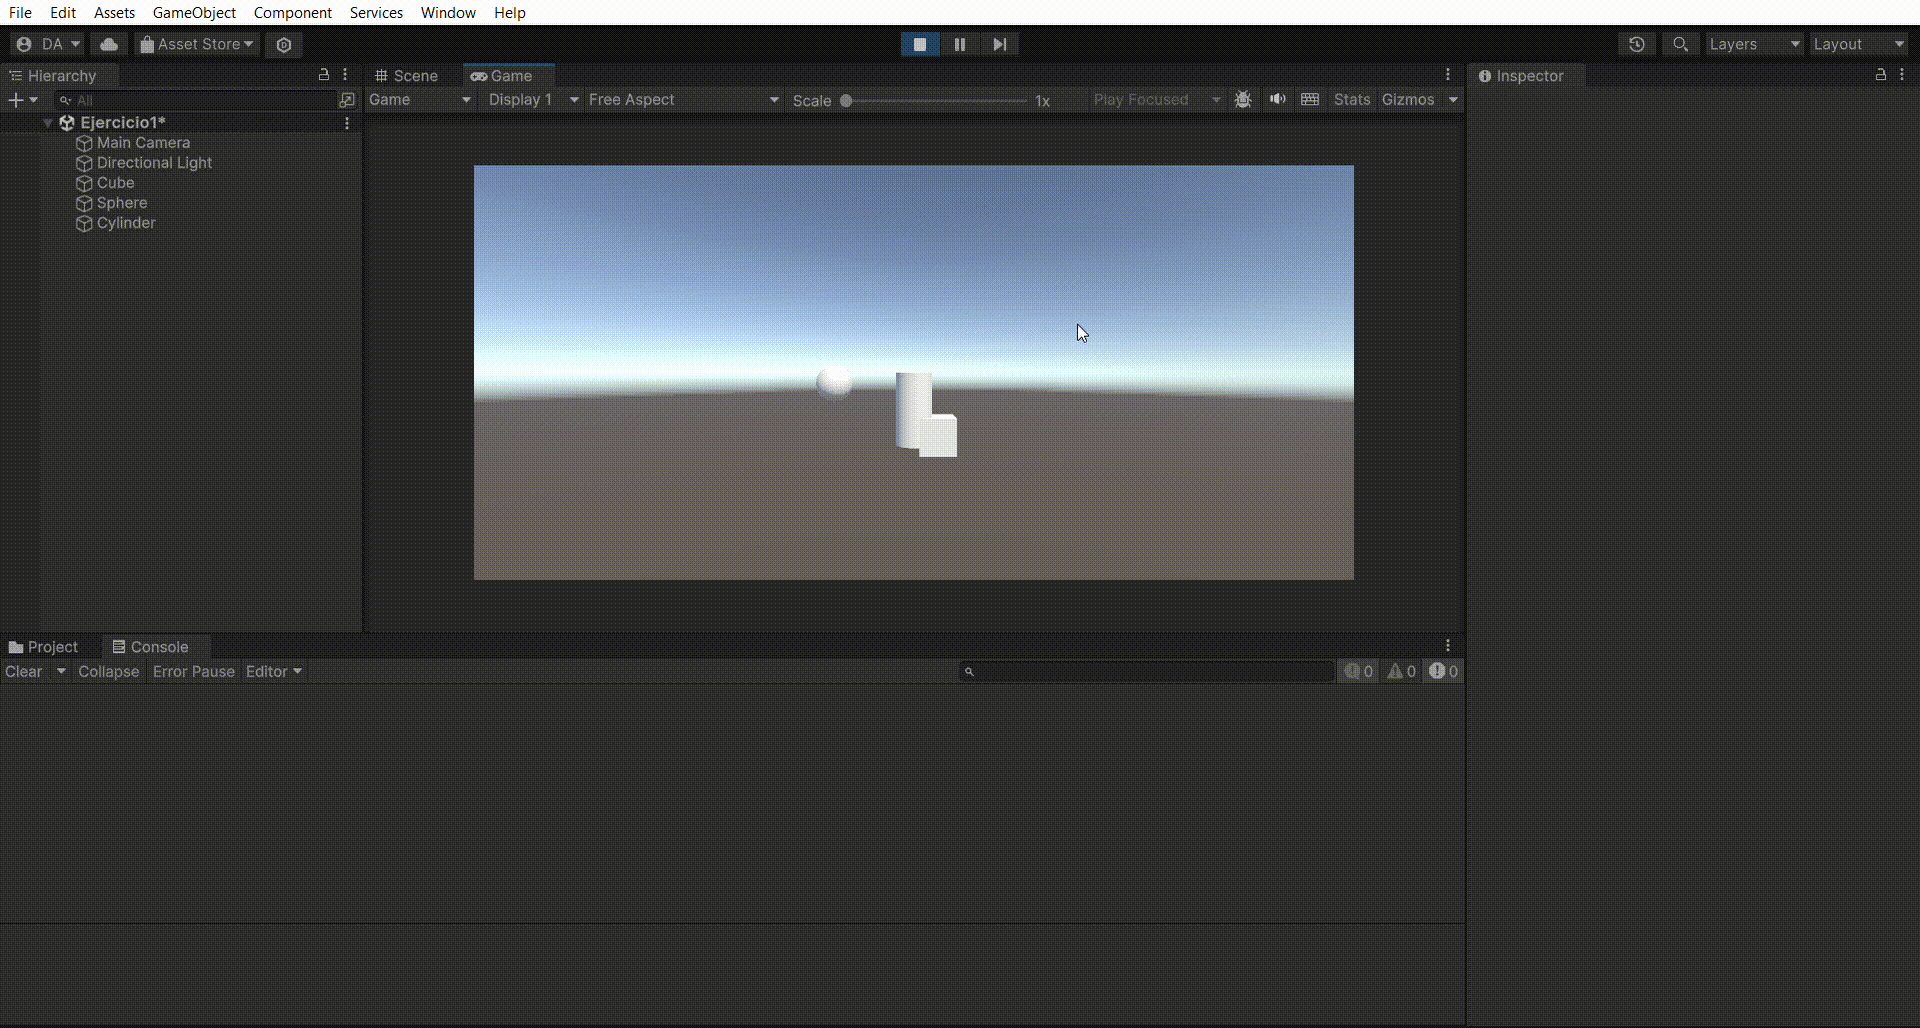 File Edit Assets GameObject Component Services Window Help
DA Asset Store Layers Layout
Hierarchy Scene Game Inspector
All Game Display 1 Free Aspect Scale 1x Play Focused Stats Gizmos
Ejercicio1*
Main Camera
Directional Light
Cube
Sphere
Cylinder
Project Console
Clear Collapse Error Pause Editor 0 0 0